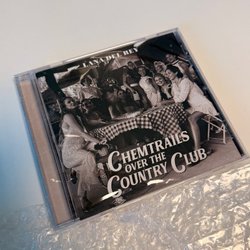 LANA DEL REY
CHEMTRAILS
OVER THE
COUNTRY CLUB